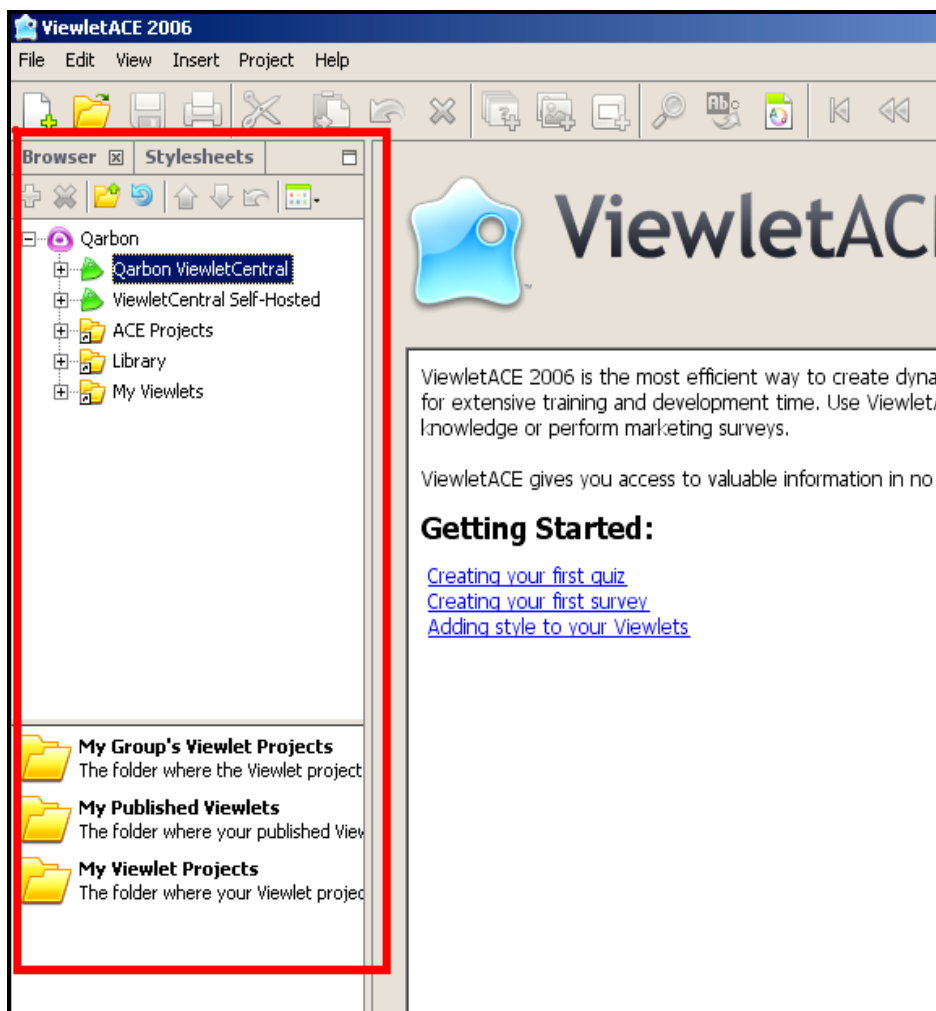 ViewletACE 2006
File Edit View Insert Project Help
Browser Stylesheets
Qarbon
Qarbon ViewletCentral
ViewletCentral Self-Hosted
ACE Projects
Library
My Viewlets
My Group's Viewlet Projects
The folder where the Viewlet project
My Published Viewlets
The folder where your published View
My Viewlet Projects
The folder where your Viewlet projec
ViewletACE
™
ViewletACE 2006 is the most efficient way to create dyna
for extensive training and development time. Use ViewletA
knowledge or perform marketing surveys.
ViewletACE gives you access to valuable information in no
Getting Started:
Creating your first quiz
Creating your first survey
Adding style to your Viewlets